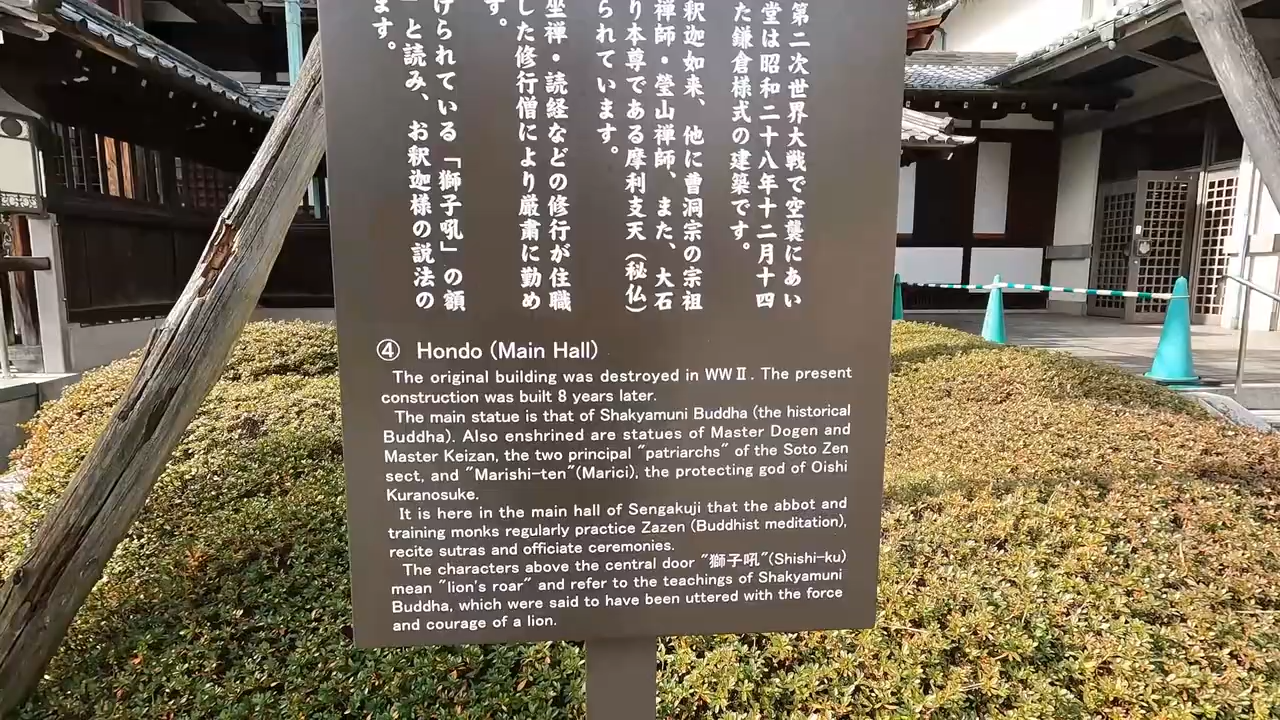 第二次世界大戦で空襲にあい
堂は昭和二十八年十二月十四
た鎌倉様式の建築です。
釈迦如来、他に曹洞宗の宗祖
禅師・瑩山禅師、また、大石
り本尊である摩利支天(秘仏)
られています。
坐禅・読経などの修行が住職
した修行僧により厳粛に勤め
す。
けられている「獅子吼」の額
」と読み、お釈迦様の説法の
ます。
④ Hondo (Main Hall)
The original building was destroyed in WWⅡ. The present
construction was built 8 years later.
The main statue is that of Shakyamuni Buddha (the historical
Buddha). Also enshrined are statues of Master Dogen and
Master Keizan, the two principal "patriarchs" of the Soto Zen
sect, and "Marishi-ten"(Marici), the protecting god of Oishi
Kuranosuke.
It is here in the main hall of Sengakuji that the abbot and
training monks regularly practice Zazen (Buddhist meditation),
recite sutras and officiate ceremonies.
The characters above the central door "獅子吼"(Shishi-ku)
mean "lion's roar" and refer to the teachings of Shakyamuni
Buddha, which were said to have been uttered with the force
and courage of a lion.